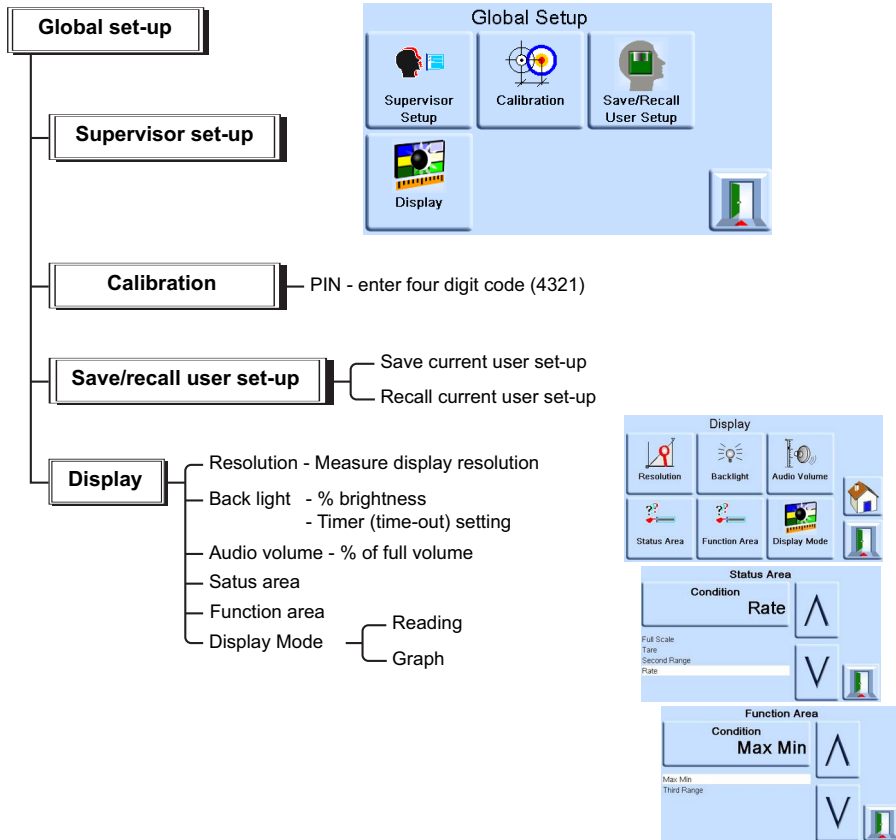 Global set-up
Supervisor set-up
Calibration
PIN - enter four digit code (4321)
Save/recall user set-up
Save current user set-up
Recall current user set-up
Display
Resolution - Measure display resolution
Back light - % brightness
- Timer (time-out) setting
Audio volume - % of full volume
Satus area
Function area
Display Mode
Reading
Graph
Global Setup
Supervisor
Setup
Calibration
Save/Recall
User Setup
Display
Display
Resolution
Backlight
Audio Volume
??
Status Area
??
Function Area
Display Mode
Status Area
Condition
Rate
Full Scale
Tare
Second Range
Rate
Function Area
Condition
Max Min
Max Min
Third Range